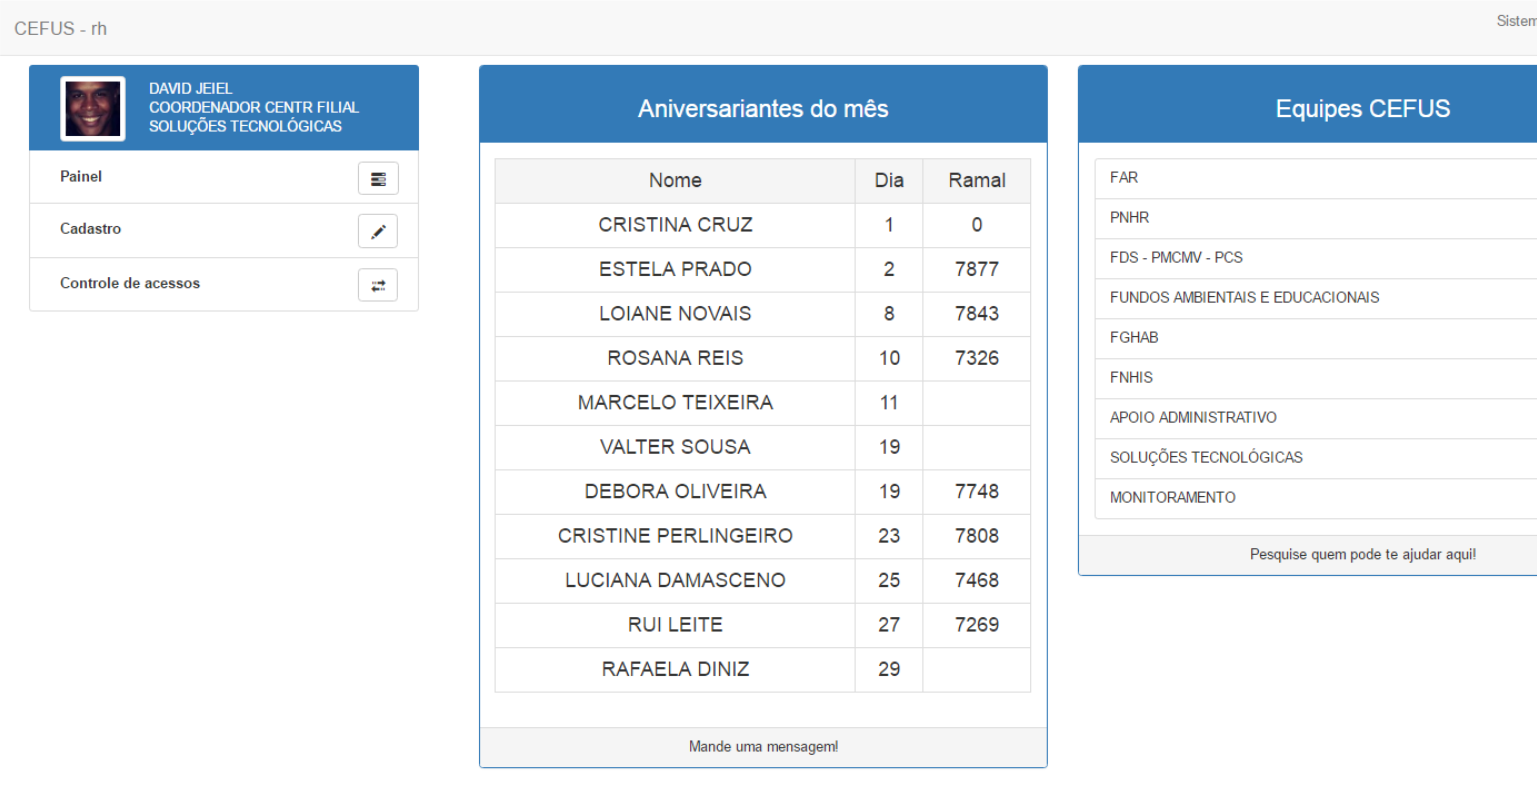 CEFUS - rh
DAVID JEIEL
COORDENADOR CENTR FILIAL
SOLUÇÕES TECNOLÓGICAS
Painel
Cadastro
Controle de acessos
Aniversariantes do mês
Nome Dia Ramal
CRISTINA CRUZ 1 0
ESTELA PRADO 2 7877
LOIANE NOVAIS 8 7843
ROSANA REIS 10 7326
MARCELO TEIXEIRA 11
VALTER SOUSA 19
DEBORA OLIVEIRA 19 7748
CRISTINE PERLINGEIRO 23 7808
LUCIANA DAMASCENO 25 7468
RUI LEITE 27 7269
RAFAELA DINIZ 29
Mande uma mensagem!
Equipes CEFUS
FAR
PNHR
FDS - PMCMV - PCS
FUNDOS AMBIENTAIS E EDUCACIONAIS
FGHAB
FNHIS
APOIO ADMINISTRATIVO
SOLUÇÕES TECNOLÓGICAS
MONITORAMENTO
Pesquise quem pode te ajudar aqui!